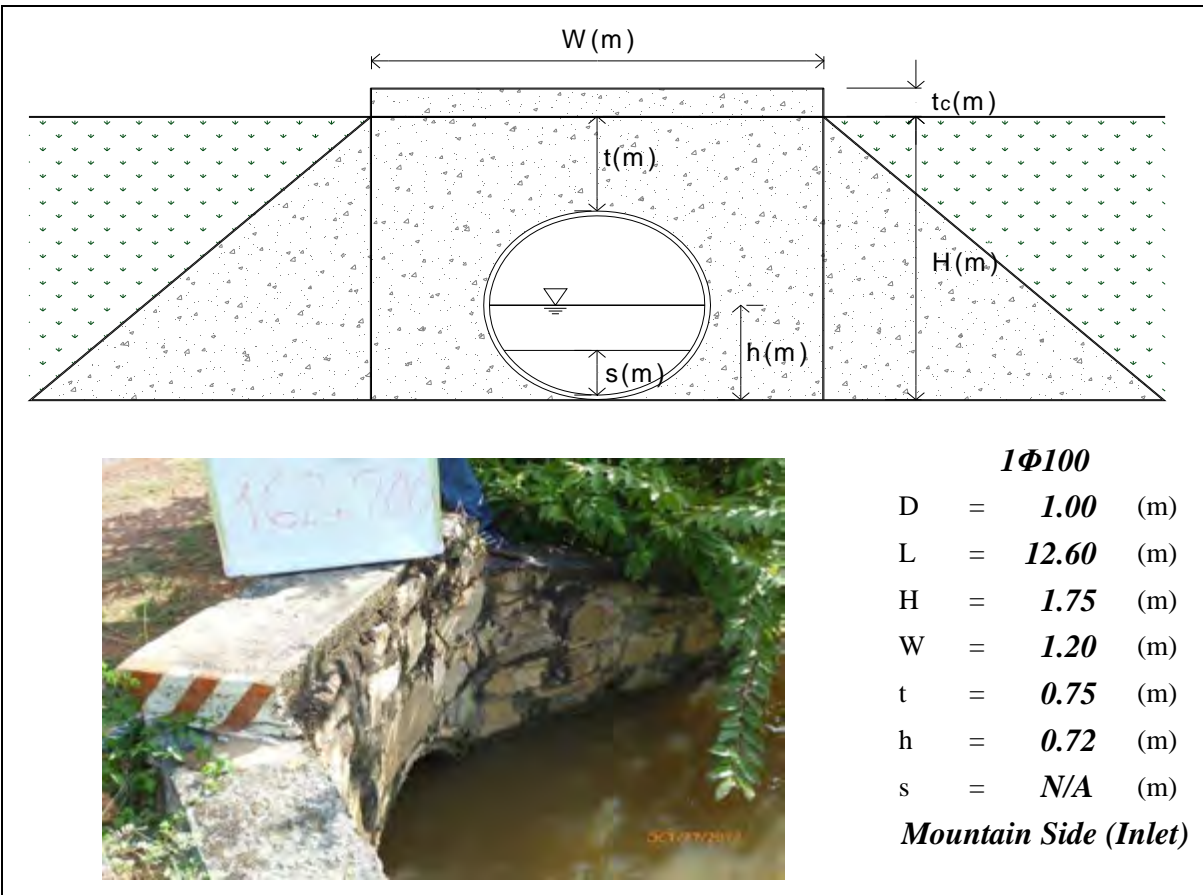 W(m)
tc(m)
t(m)
H(m)
h(m)
s(m)
1Φ100
D = 1.00 (m)
L = 12.60 (m)
H = 1.75 (m)
W = 1.20 (m)
t = 0.75 (m)
h = 0.72 (m)
s = N/A (m)
Mountain Side (Inlet)